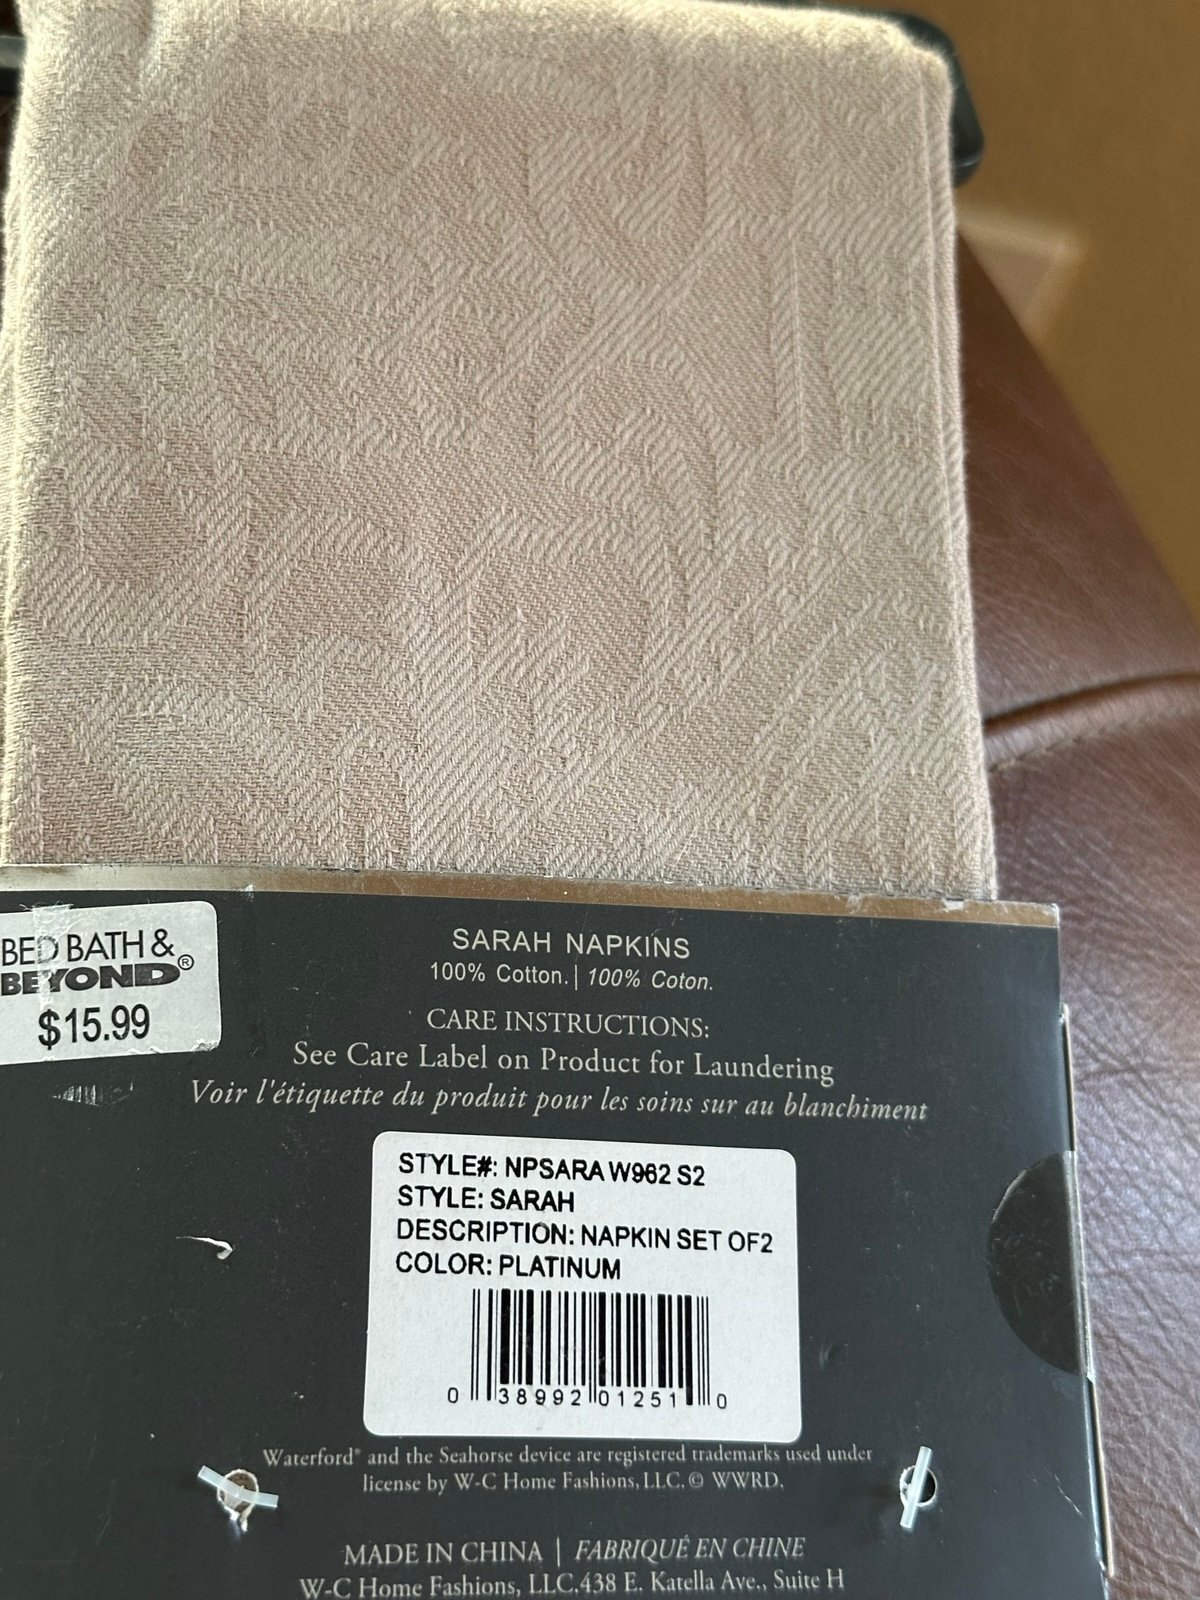 BED BATH &
BEYOND®
$15.99
SARAH NAPKINS
100% Cotton. | 100% Coton.
CARE INSTRUCTIONS:
See Care Label on Product for Laundering
Voir l'étiquette du produit pour les soins sur au blanchiment
STYLE#: NPSARA W962 S2
STYLE: SARAH
DESCRIPTION: NAPKIN SET OF2
COLOR: PLATINUM
0 38992 01251 0
Waterford® and the Seahorse device are registered trademarks used under
license by W-C Home Fashions, LLC. © WWRD.
MADE IN CHINA | FABRIQUÉ EN CHINE
W-C Home Fashions, LLC.438 E. Katella Ave., Suite H